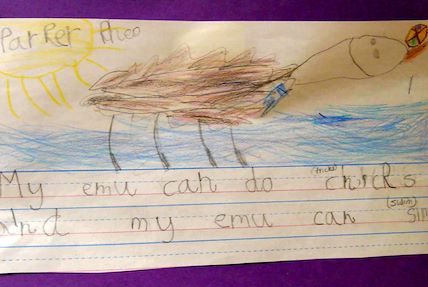 Parker
(tricks)
My emu can do chricks
(swim)
and my emu can sim